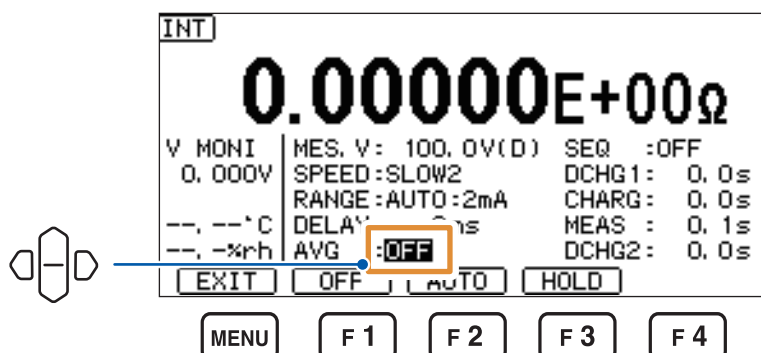 INT
0.00000E+00Ω
V MONI
0.000V
--.--°C
--.-%rh
MES.V: 100.0V(D)
SPEED:SLOW2
RANGE:AUTO:2mA
AVG :OFF
SEQ :OFF
DCHG1: 0.0s
CHARG: 0.0s
MEAS : 0.1s
DCHG2: 0.0s
EXIT OFF AUTO HOLD
MENU F1 F2 F3 F4